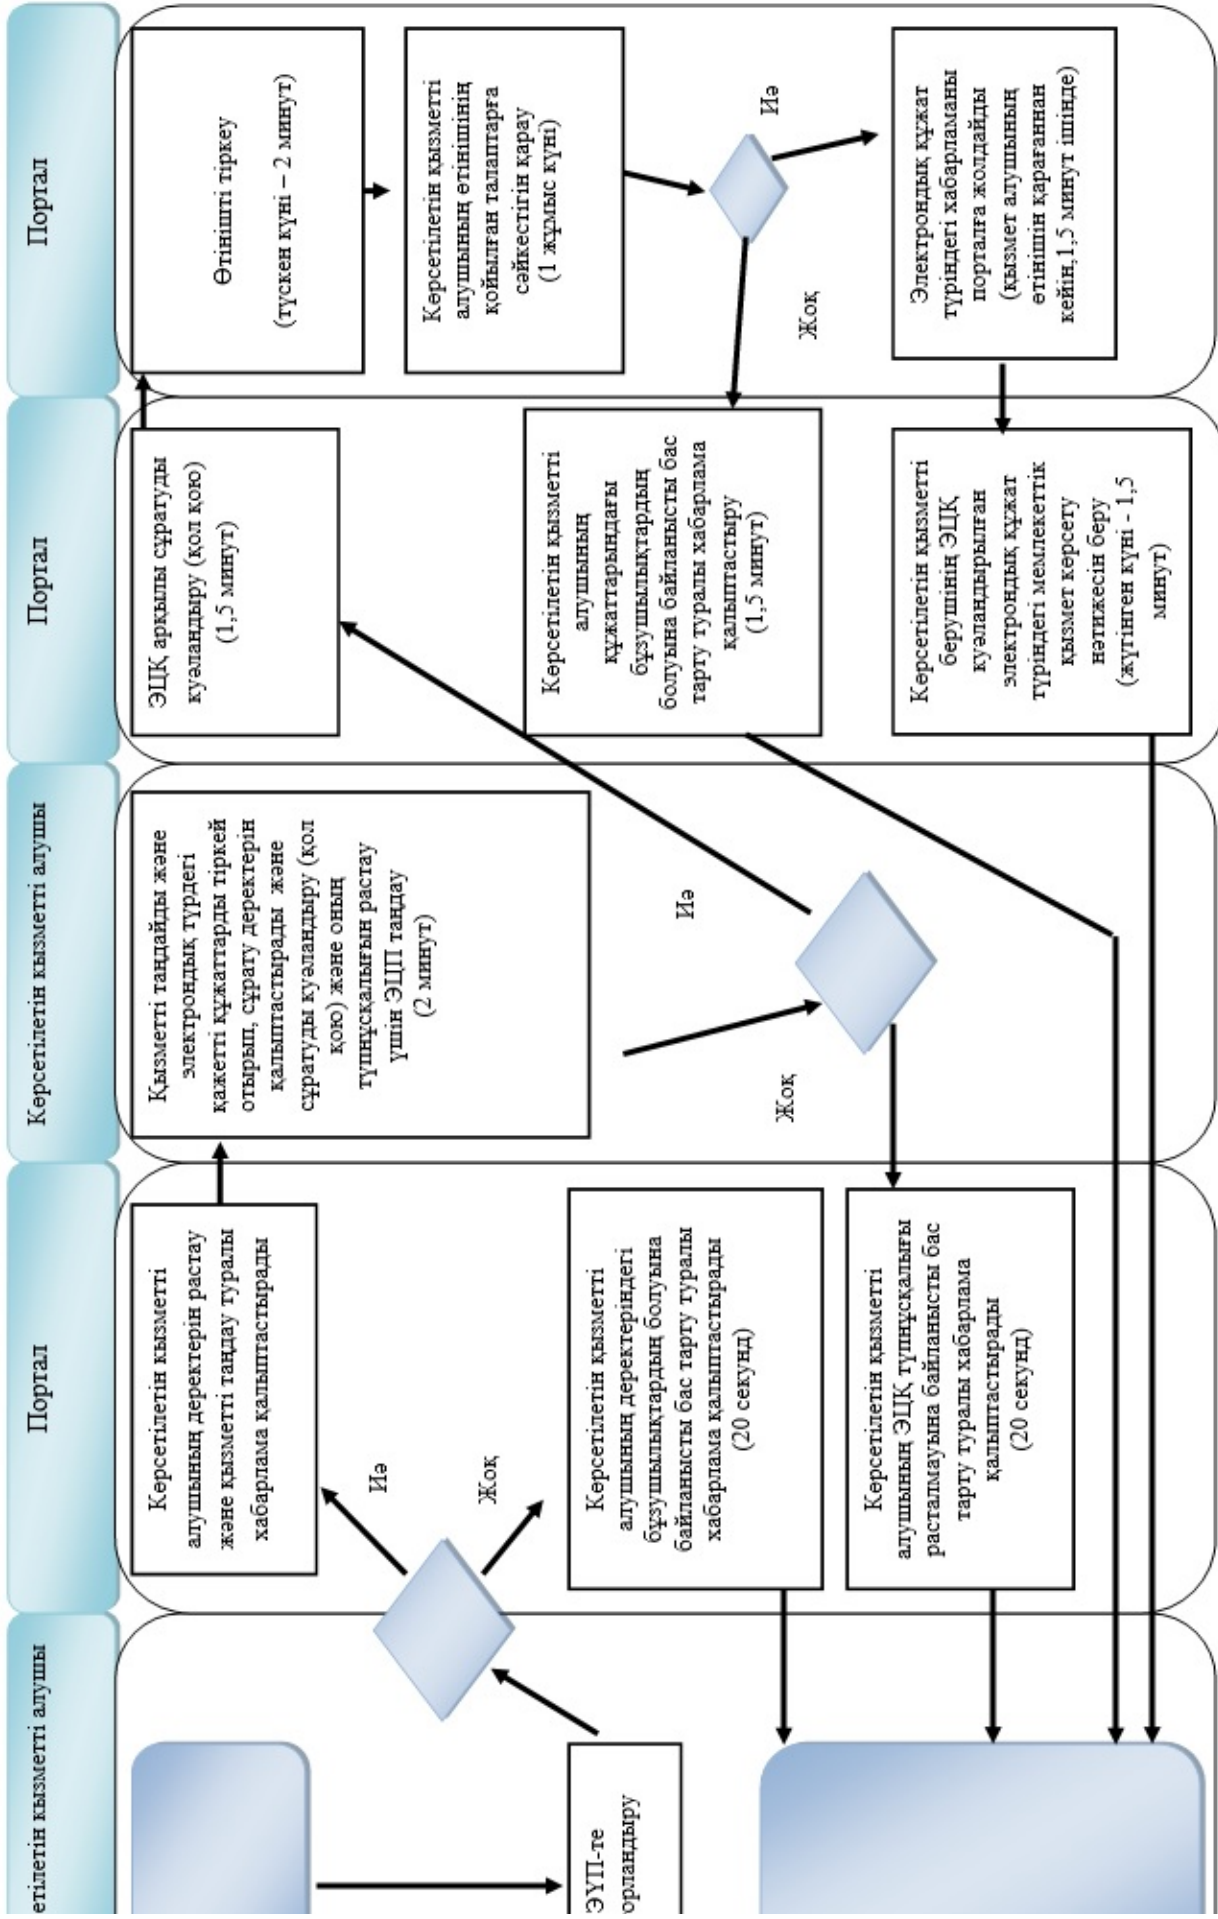 етілетін қызметті алушы
Портал
Көрсетілетін қызметті алушы
Портал
Портал
ЭҮП-те
орландыру
Көрсетілетін қызметті
алушының деректерін растау
және қызметті таңдау туралы
хабарлама қалыптастырады
Иә
Жоқ
Көрсетілетін қызметті
алушының деректеріндегі
бұзушылықтардың болуына
байланысты бас тарту туралы
хабарлама қалыптастырады
(20 секунд)
Көрсетілетін қызметті
алушының ЭЦҚ түпнұсқалығы
расталмауына байланысты бас
тарту туралы хабарлама
қалыптастырады
(20 секунд)
Қызметті таңдайды және
электрондық түрдегі
қажетті құжаттарды тіркей
отырып, сұрату деректерін
қалыптастырады және
сұратуды куәландыру (қол
қою) және оның
түпнұсқалығын растау
үшін ЭЦП таңдау
(2 минут)
Иә
Жоқ
ЭЦҚ арқылы сұратуды
куәландыру (қол қою)
(1,5 минут)
Көрсетілетін қызметті
алушының
құжаттарындағы
бұзушылықтардың
болуына байланысты бас
тарту туралы хабарлама
қалыптастыру
(1,5 минут)
Көрсетілетін қызметті
берушінің ЭЦҚ
куәландырылған
электрондық құжат
түріндегі мемлекеттік
қызмет көрсету
нәтижесін беру
(жүгінген күні - 1,5
минут)
Өтінішті тіркеу
(түскен күні – 2 минут)
Көрсетілетін қызметті
алушының өтінішінің
қойылған талаптарға
сәйкестігін қарау
(1 жұмыс күні)
Иә
Жоқ
Электрондық құжат
түріндегі хабарламаны
порталға жолдайды
(қызмет алушының
өтінішін қарағаннан
кейін,1,5 минут ішінде)